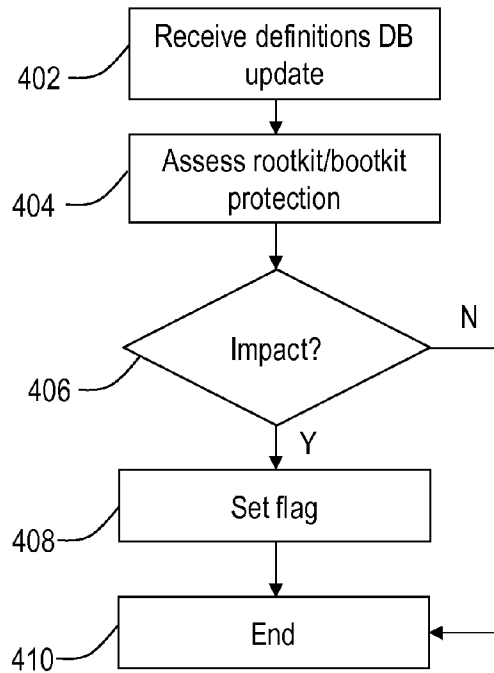 Receive definitions DB
update
402
Assess rootkit/bootkit
protection
404
Impact?
N
406
Y
Set flag
408
End
410